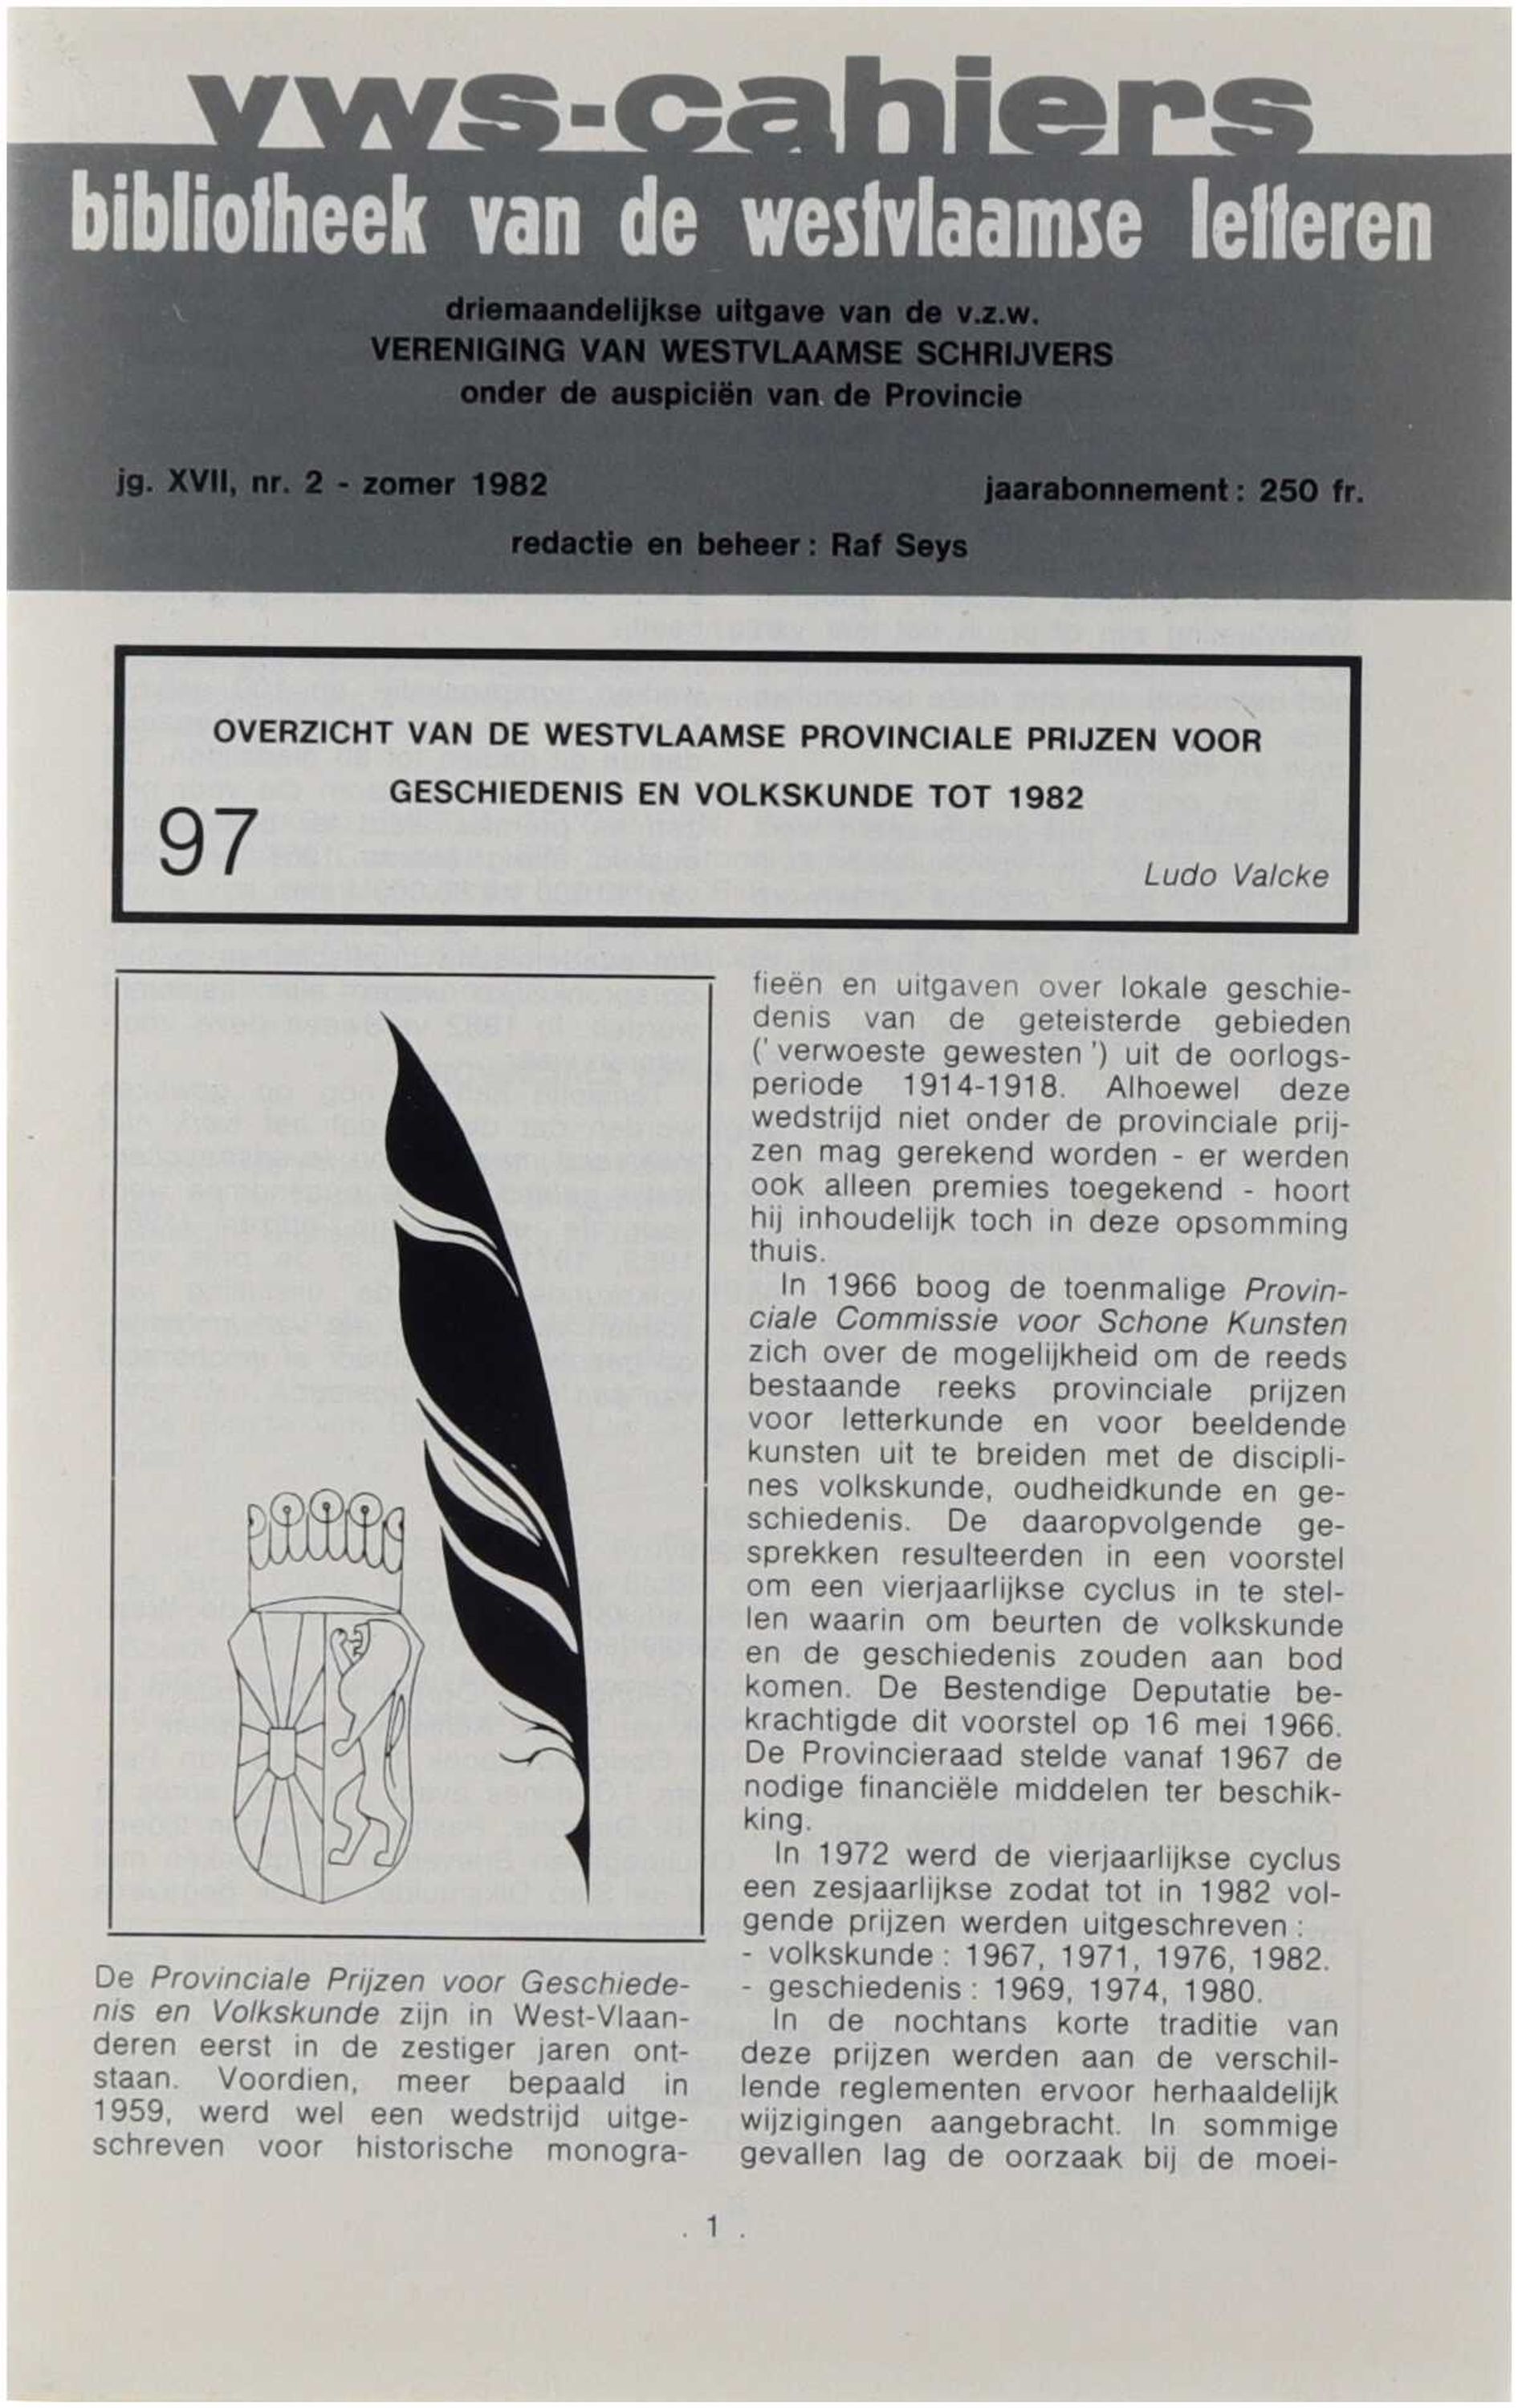 vws-cahiers
bibliotheek van de westvlaamse letteren
driemaandelijkse uitgave van de v.z.w.
VERENIGING VAN WESTVLAAMSE SCHRIJVERS
onder de auspiciën van de Provincie
jg. XVII, nr. 2 - zomer 1982
jaarabonnement : 250 fr.
redactie en beheer : Raf Seys
OVERZICHT VAN DE WESTVLAAMSE PROVINCIALE PRIJZEN VOOR
GESCHIEDENIS EN VOLKSKUNDE TOT 1982
97
Ludo Valcke
De Provinciale Prijzen voor Geschiede-
nis en Volkskunde zijn in West-Vlaan-
deren eerst in de zestiger jaren ont-
staan. Voordien, meer bepaald in
1959, werd wel een wedstrijd uitge-
schreven voor historische monogra-
fieën en uitgaven over lokale geschie-
denis van de geteisterde gebieden
(' verwoeste gewesten ') uit de oorlogs-
periode 1914-1918. Alhoewel deze
wedstrijd niet onder de provinciale prij-
zen mag gerekend worden - er werden
ook alleen premies toegekend - hoort
hij inhoudelijk toch in deze opsomming
thuis.
In 1966 boog de toenmalige Provin-
ciale Commissie voor Schone Kunsten
zich over de mogelijkheid om de reeds
bestaande reeks provinciale prijzen
voor letterkunde en voor beeldende
kunsten uit te breiden met de discipli-
nes volkskunde, oudheidkunde en ge-
schiedenis. De daaropvolgende ge-
sprekken resulteerden in een voorstel
om een vierjaarlijkse cyclus in te stel-
len waarin om beurten de volkskunde
en de geschiedenis zouden aan bod
komen. De Bestendige Deputatie be-
krachtigde dit voorstel op 16 mei 1966.
De Provincieraad stelde vanaf 1967 de
nodige financiële middelen ter beschik-
king.
In 1972 werd de vierjaarlijkse cyclus
een zesjaarlijkse zodat tot in 1982 vol-
gende prijzen werden uitgeschreven :
- volkskunde : 1967, 1971, 1976, 1982.
- geschiedenis : 1969, 1974, 1980.
In de nochtans korte traditie van
deze prijzen werden aan de verschil-
lende reglementen ervoor herhaaldelijk
wijzigingen aangebracht. In sommige
gevallen lag de oorzaak bij de moei-
. 1 .